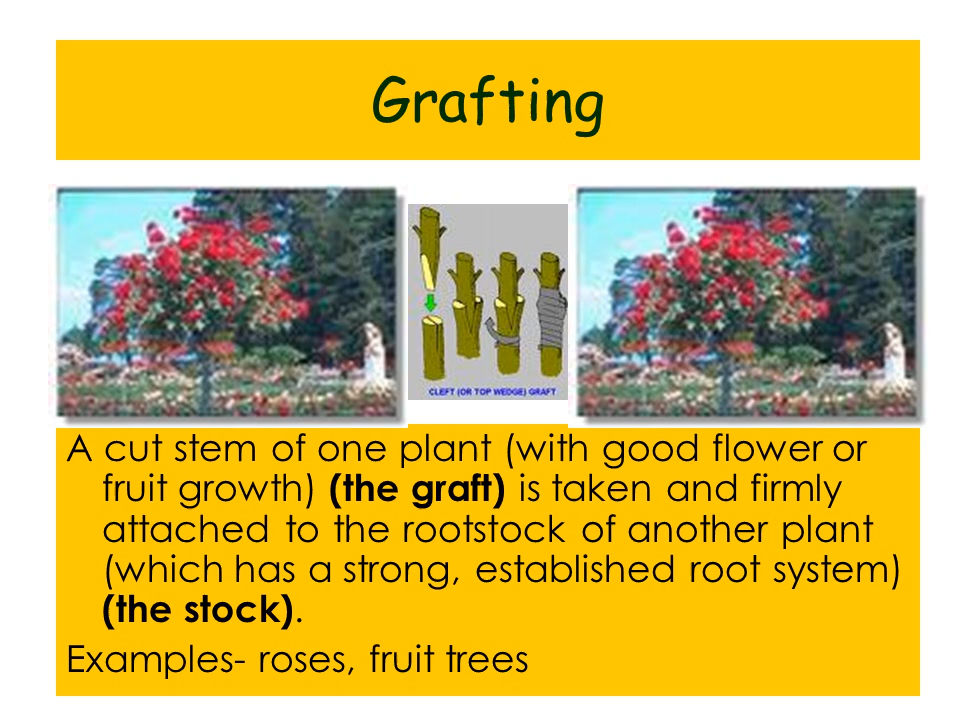 Grafting
CLEFT (OR TOP WEDGE) GRAFT
A cut stem of one plant (with good flower or
fruit growth) (the graft) is taken and firmly
attached to the rootstock of another plant
(which has a strong, established root system)
(the stock).
Examples- roses, fruit trees